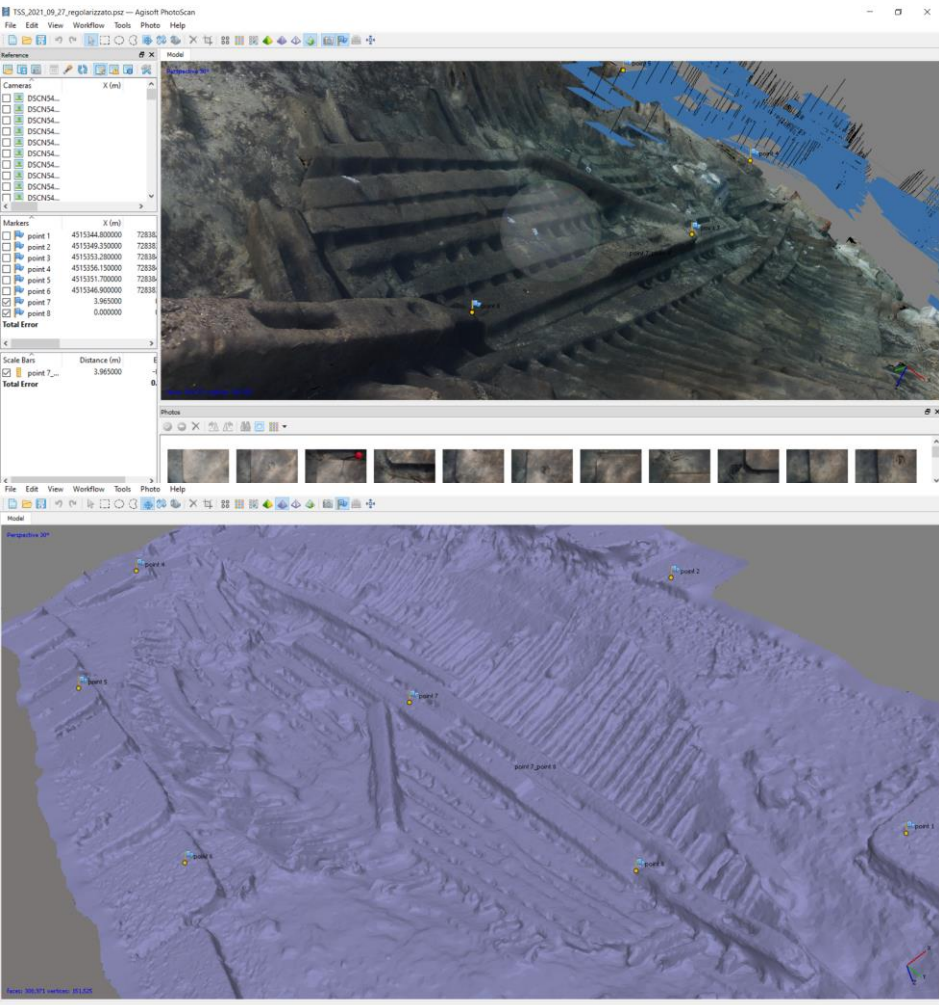 TSS_2021_09_27_regolarizzato.psz — Agisoft PhotoScan
File Edit View Workflow Tools Photo Help
Reference
Model
Perspective 30°
Cameras X (m)
DSCN54...
DSCN54...
DSCN54...
DSCN54...
DSCN54...
DSCN54...
DSCN54...
DSCN54...
DSCN54...
DSCN54...
Markers X (m)
point 1 4515344.800000
point 2 4515349.350000
point 3 4515353.280000
point 4 4515356.150000
point 5 4515351.700000
point 6 4515346.900000
point 7 3.965000
point 8 0.000000
Total Error
Scale Bars Distance (m)
point 7_... 3.965000
Total Error
Photos
File Edit View Workflow Tools Photo Help
Model
Perspective 30°
point 4
point 2
point 5
point 7
point 7_point 8
point 6
point 8